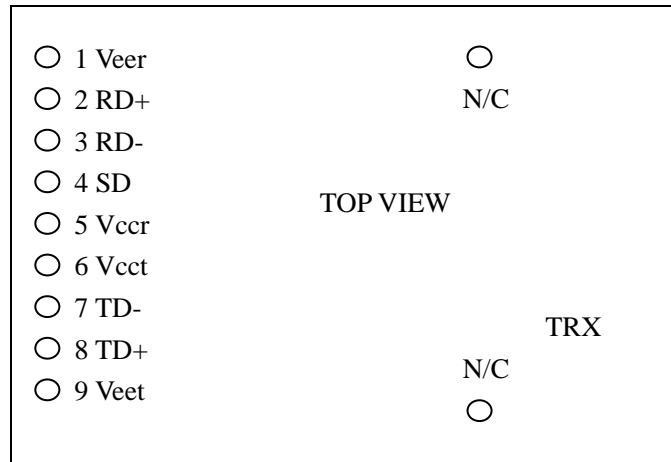 1 Veer
2 RD+
3 RD-
4 SD
5 Vccr
6 Vcct
7 TD-
8 TD+
9 Veet
N/C
TOP VIEW
TRX
N/C